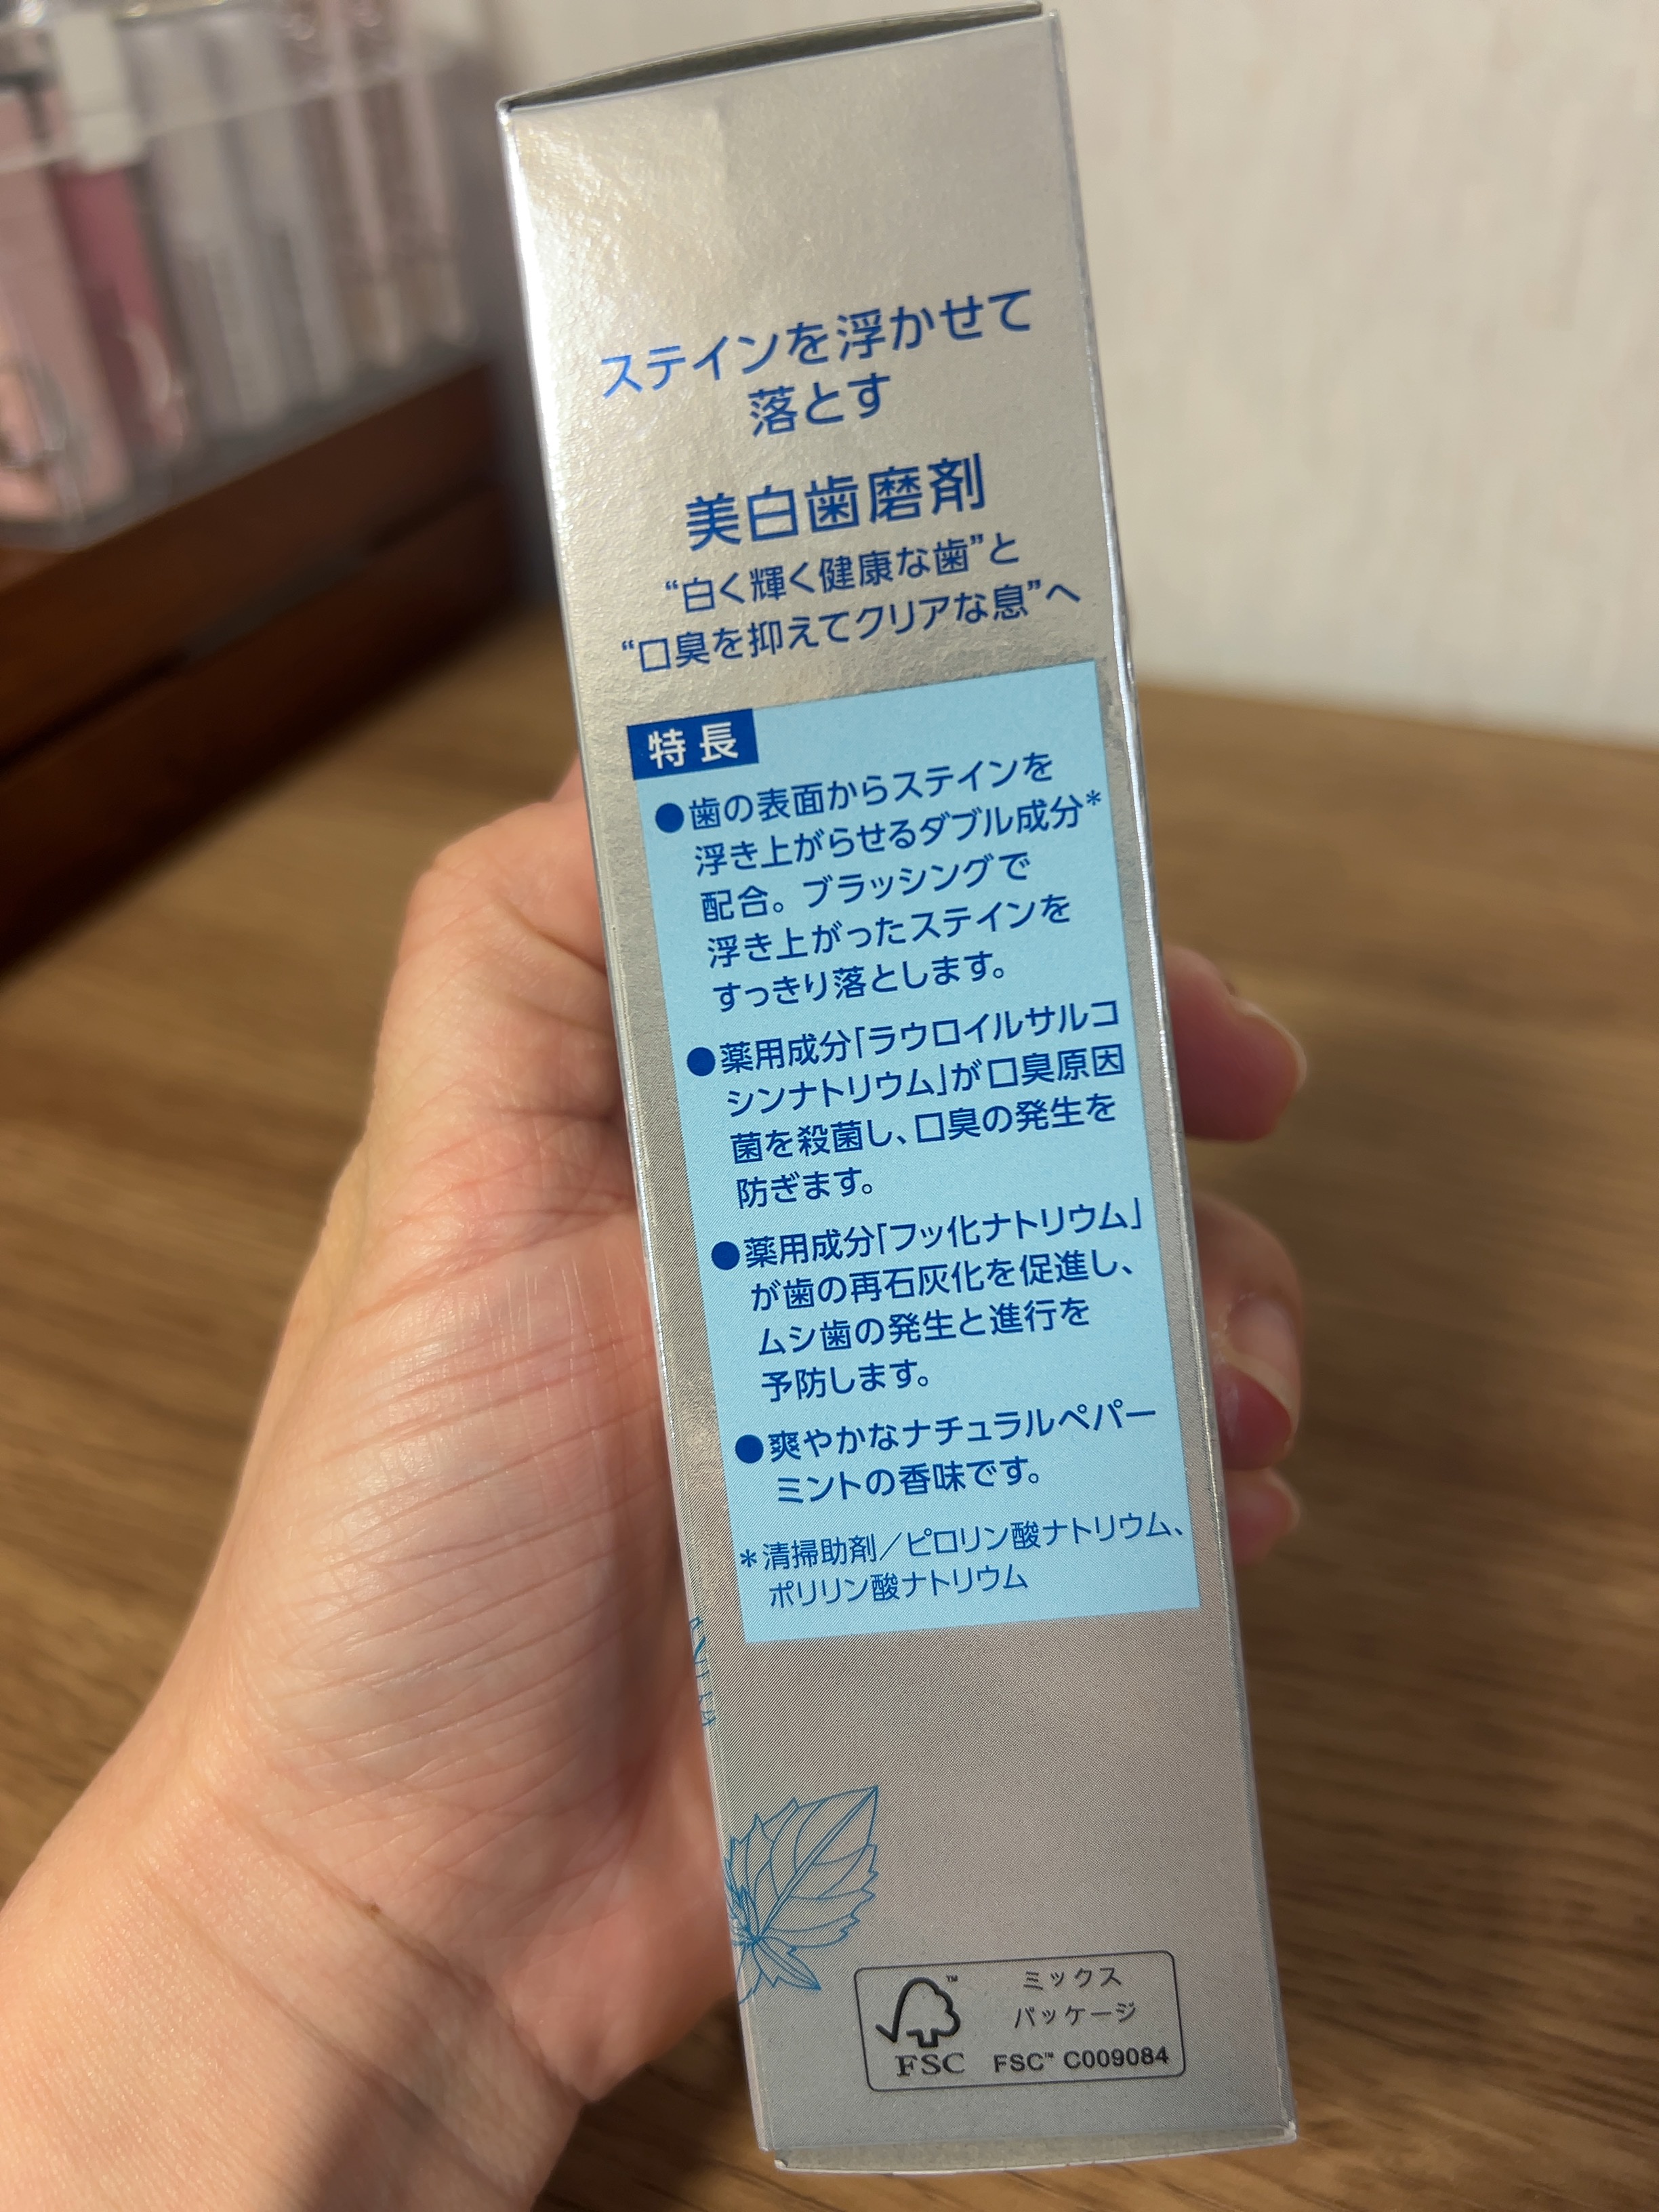 ステインを浮かせて
落とす
美白歯磨剤
“白く輝く健康な歯”と
“口臭を抑えてクリアな息”へ
特長
●歯の表面からステインを
浮き上がらせるダブル成分*
配合。ブラッシングで
浮き上がったステインを
すっきり落とします。
●薬用成分「ラウロイルサルコ
シンナトリウム」が口臭原因
菌を殺菌し、口臭の発生を
防ぎます。
●薬用成分「フッ化ナトリウム」
が歯の再石灰化を促進し、
ムシ歯の発生と進行を
予防します。
●爽やかなナチュラルペパー
ミントの香味です。
*清掃助剤／ピロリン酸ナトリウム、
ポリリン酸ナトリウム
ミックス
パッケージ
FSC
FSC™ C009084